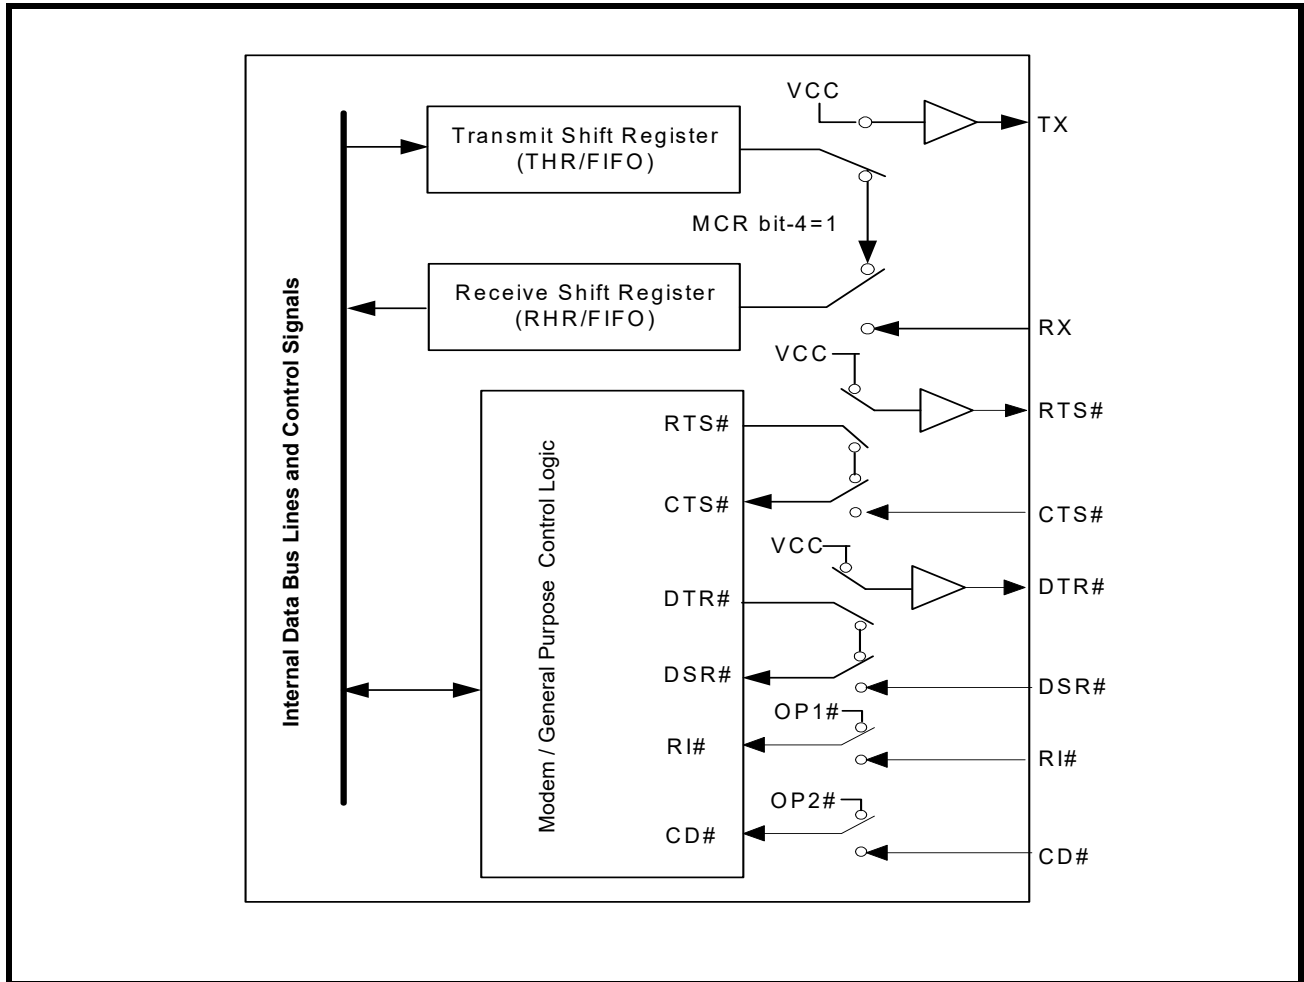 VCC
TX
Transmit Shift Register
(THR/FIFO)
MCR bit-4=1
Receive Shift Register
(RHR/FIFO)
RX
VCC
RTS#
RTS#
CTS#
CTS#
VCC
DTR#
DTR#
DSR#
DSR#
OP1#
RI#
RI#
OP2#
CD#
CD#
Internal Data Bus Lines and Control Signals
Modem / General Purpose Control Logic